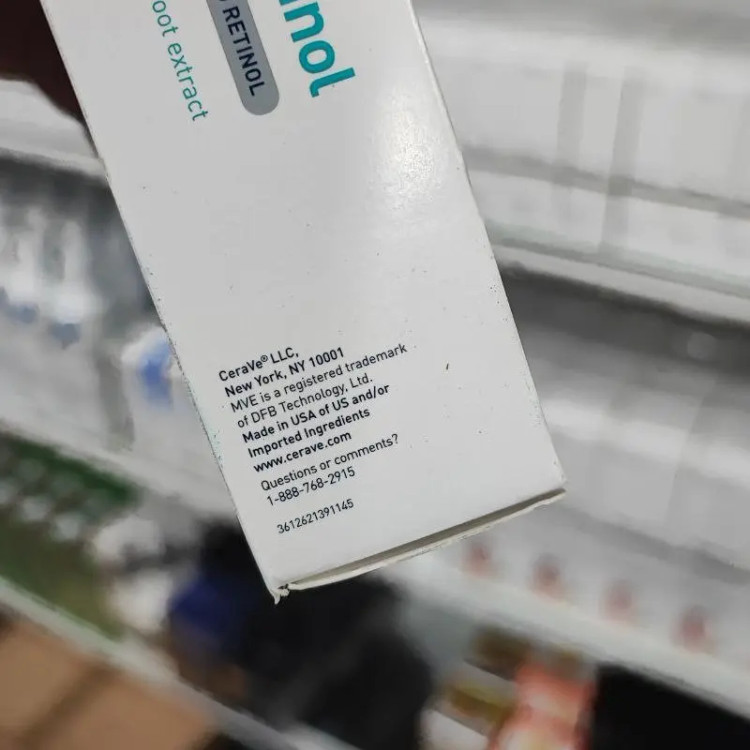 inol
RETINOL
oot extract
CeraVe® LLC,
New York, NY 10001
MVE is a registered trademark
of DFB Technology, Ltd.
Made in USA of US and/or
Imported Ingredients
www.cerave.com
Questions or comments?
1-888-768-2915
3612621391145